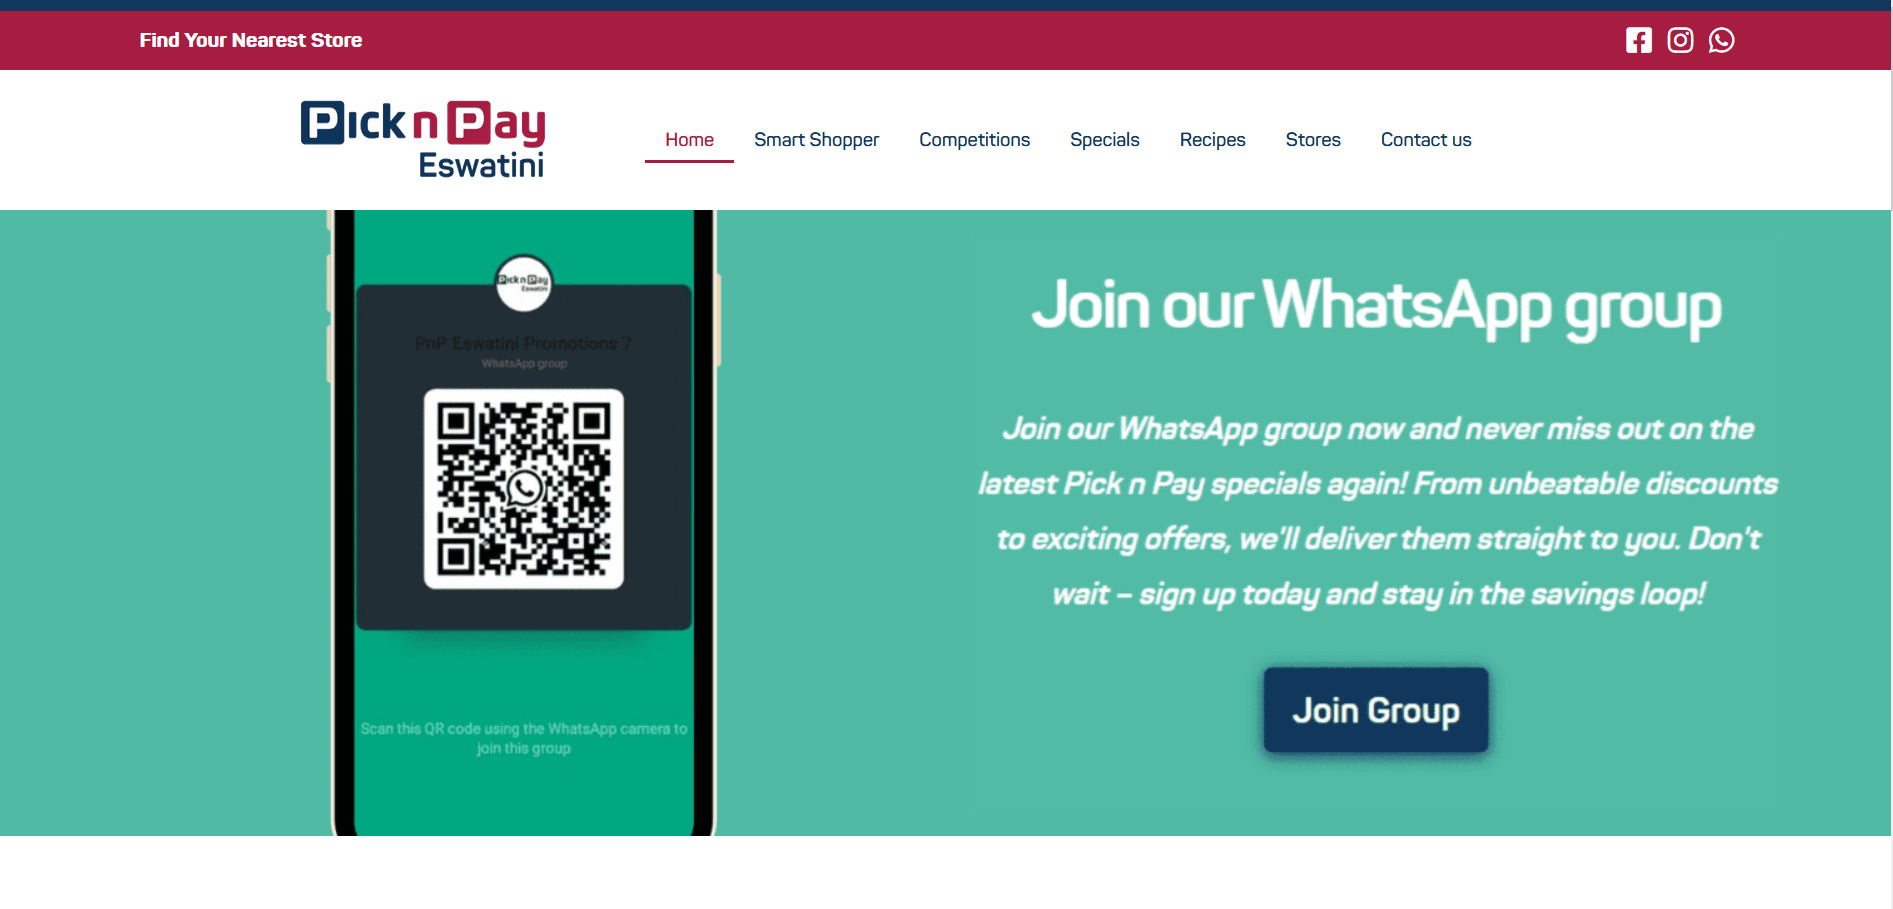 Find Your Nearest Store
Pick n Pay
Eswatini
Home Smart Shopper Competitions Specials Recipes Stores Contact us
Pick n Pay
Eswatini
PnP Eswatini Promotions 7
WhatsApp group
Scan this QR code using the WhatsApp camera to
join this group
Join our WhatsApp group
Join our WhatsApp group now and never miss out on the
latest Pick n Pay specials again! From unbeatable discounts
to exciting offers, we'll deliver them straight to you. Don't
wait – sign up today and stay in the savings loop!
Join Group